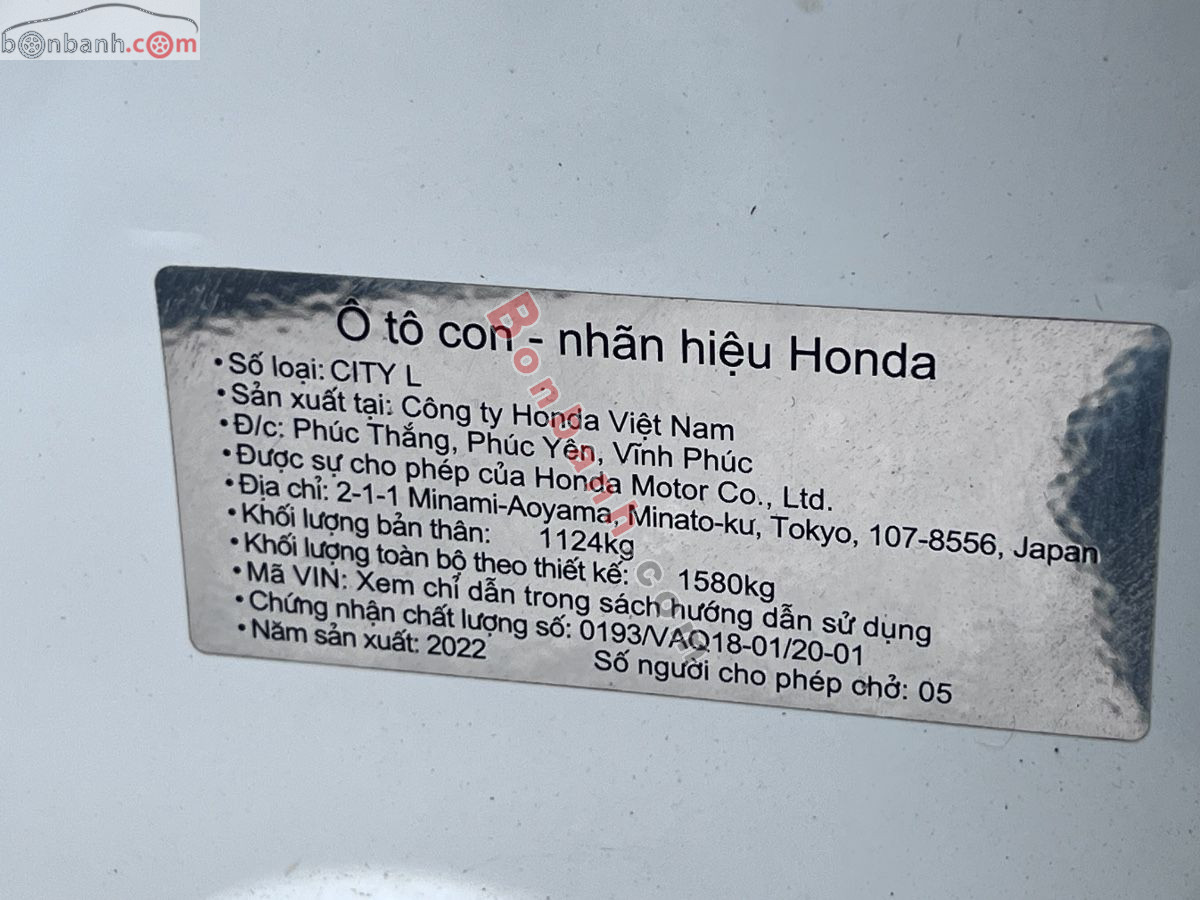 bonbanh.com
Ô tô con - nhãn hiệu Honda
• Số loại: CITY L
• Sản xuất tại: Công ty Honda Việt Nam
• Đ/c: Phúc Thắng, Phúc Yên, Vĩnh Phúc
• Được sự cho phép của Honda Motor Co., Ltd.
• Địa chỉ: 2-1-1 Minami-Aoyama, Minato-ku, Tokyo, 107-8556, Japan
• Khối lượng bản thân: 1124kg
• Khối lượng toàn bộ theo thiết kế: 1580kg
• Mã VIN: Xem chỉ dẫn trong sách hướng dẫn sử dụng
• Chứng nhận chất lượng số: 0193/VAQ18-01/20-01
• Năm sản xuất: 2022 Số người cho phép chở: 05
Bonbanh.com